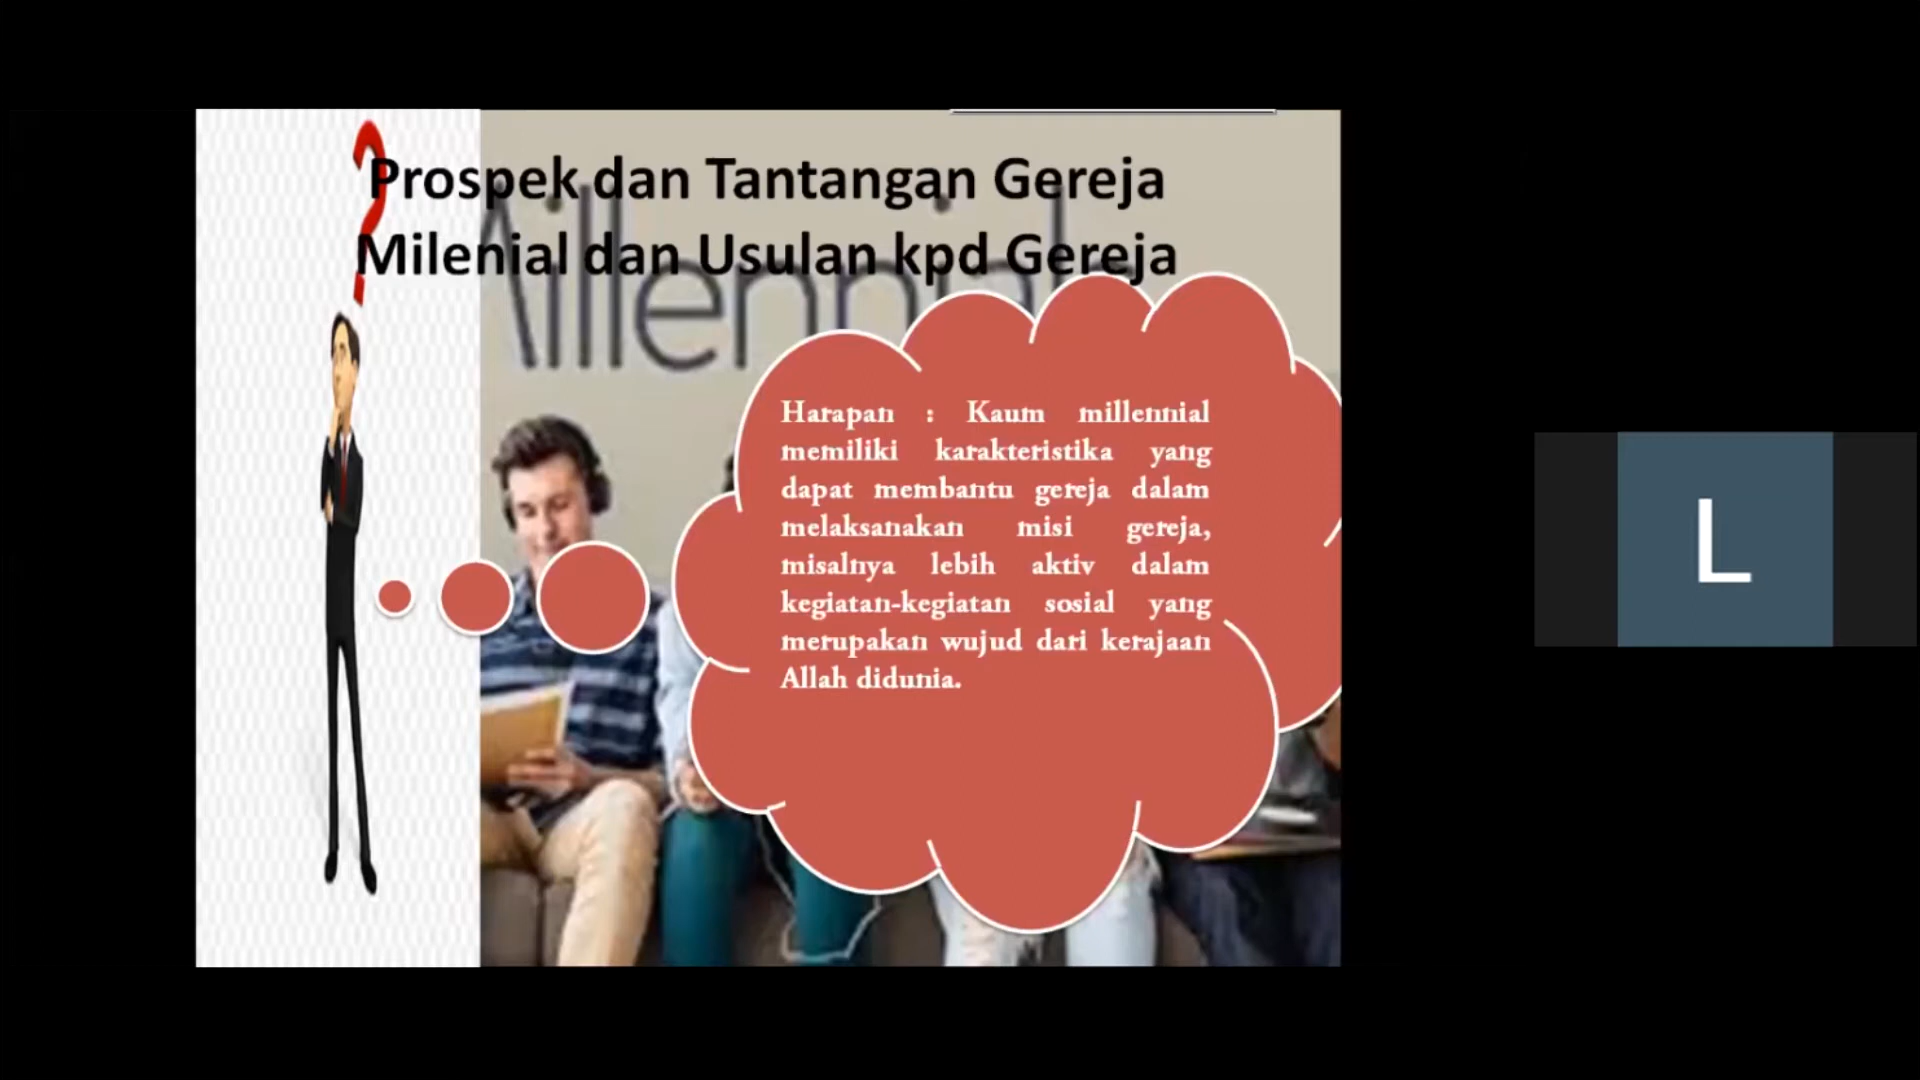 Prospek dan Tantangan Gereja
Milenial dan Usulan kpd Gereja
Millennial
Harapan : Kaum millennial
memiliki karakteristika yang
dapat membantu gereja dalam
melaksanakan misi gereja,
misalnya lebih aktiv dalam
kegiatan-kegiatan sosial yang
merupakan wujud dari kerajaan
Allah didunia.
L